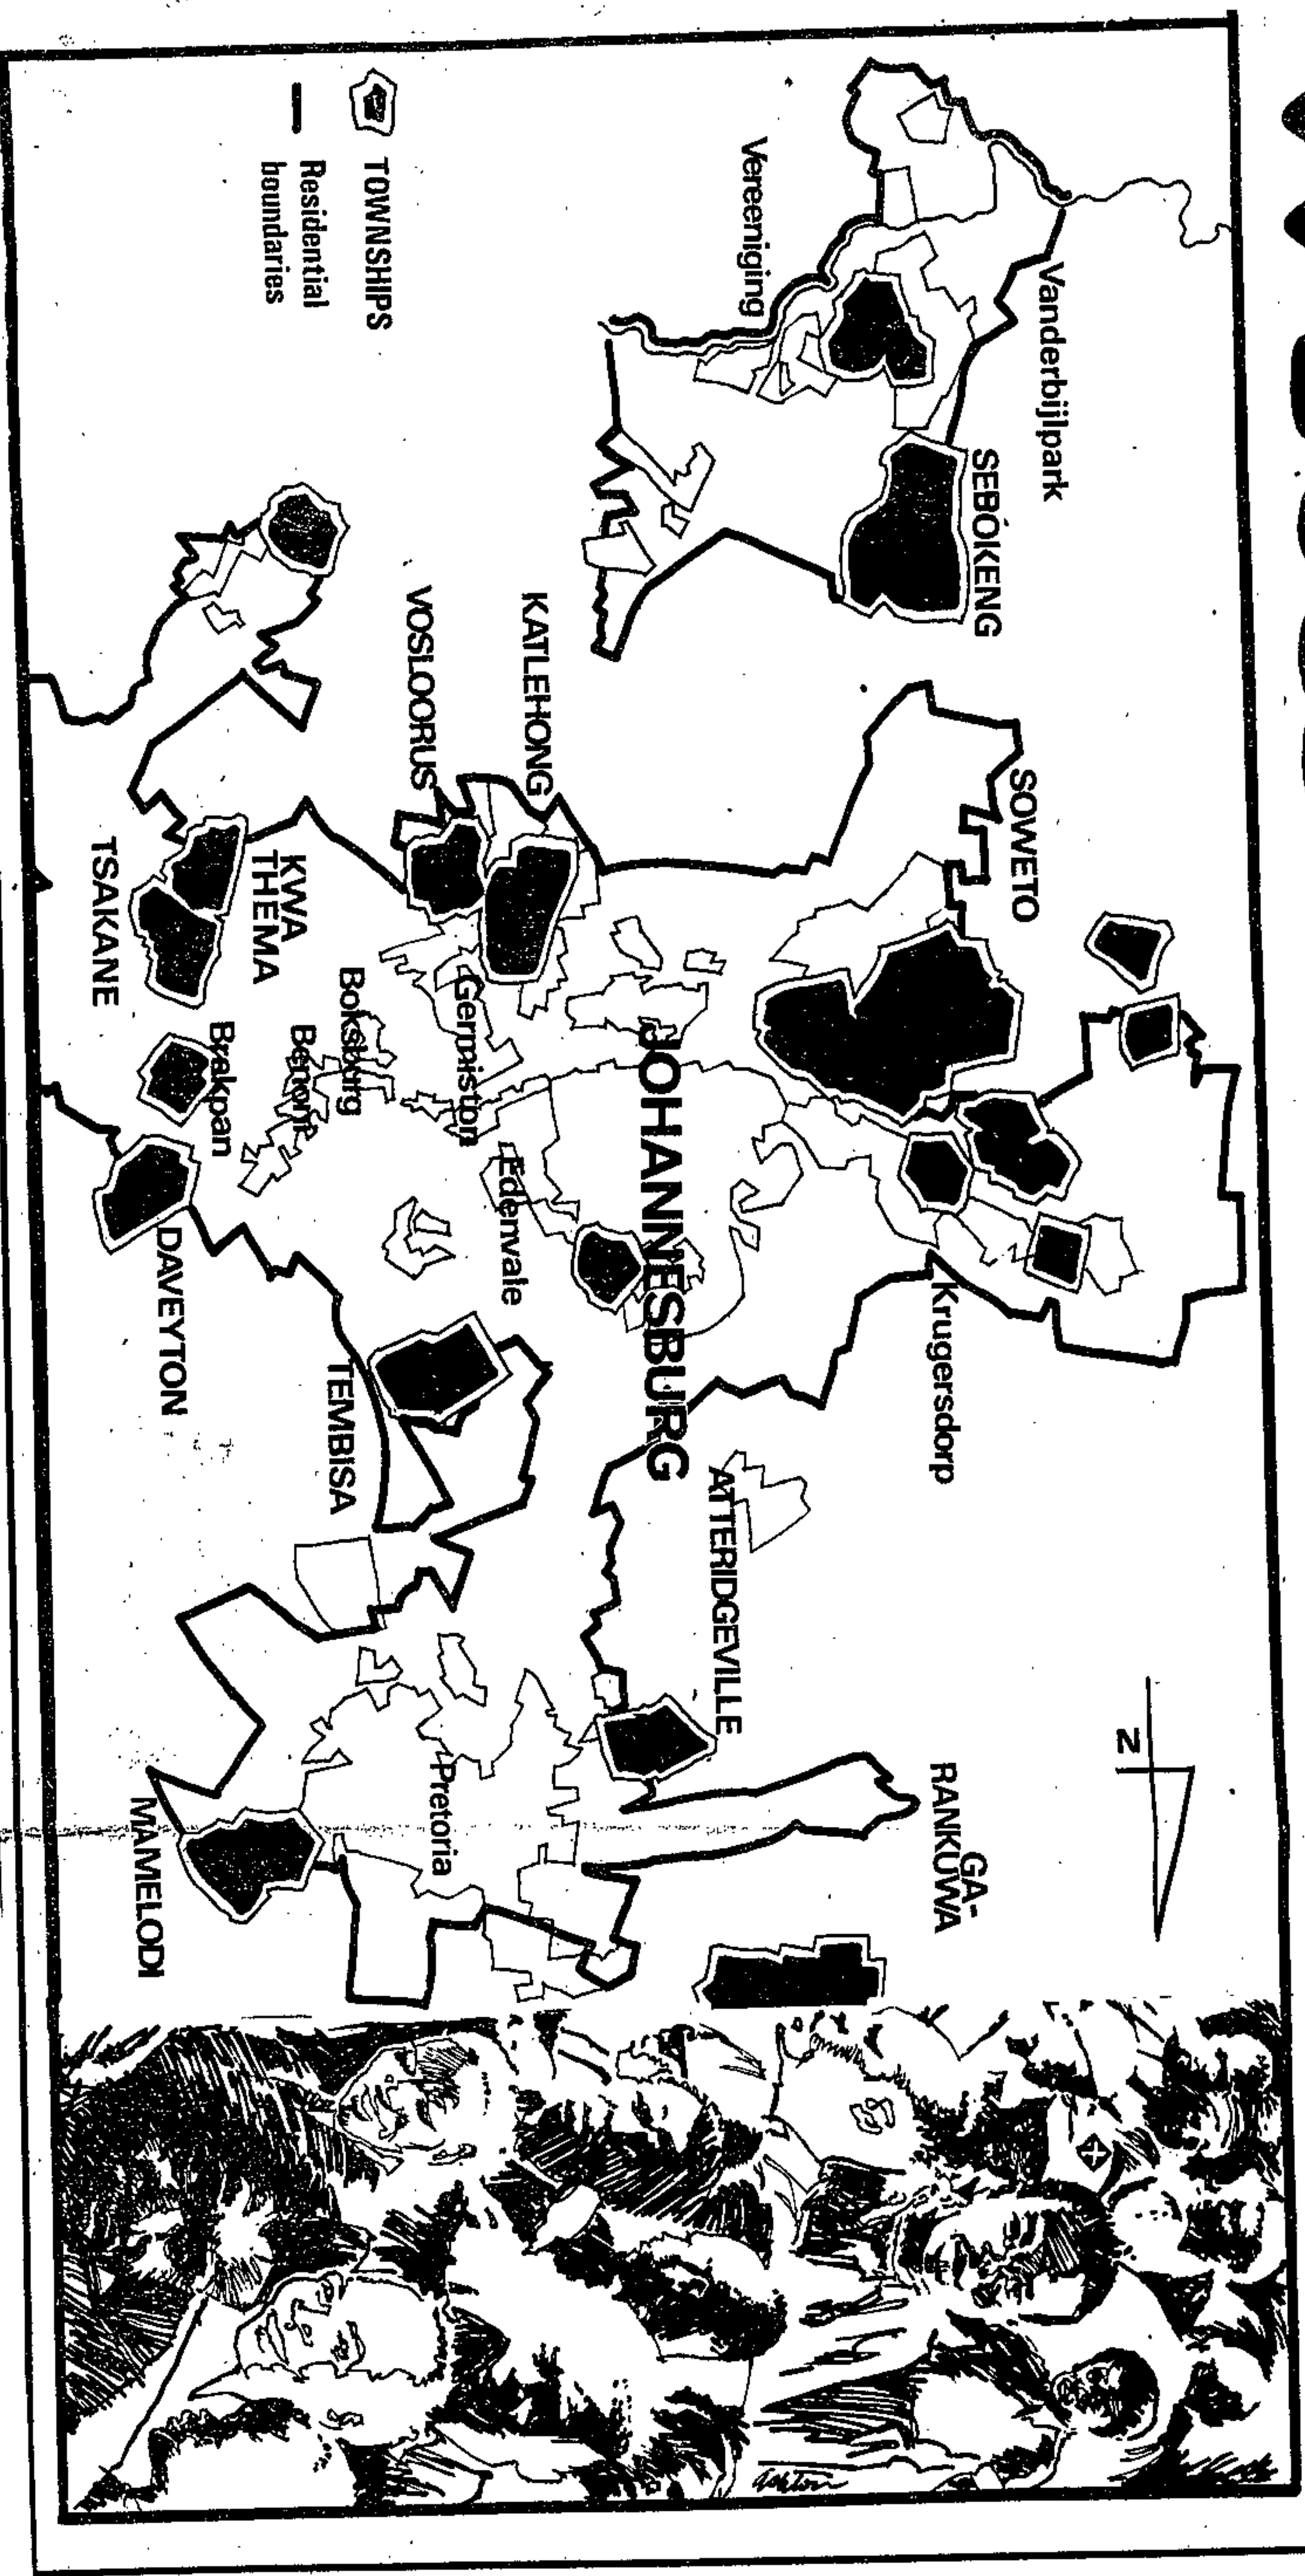 SOWETO
Vanderbijlpark
SEBOKENG
Vereeniging
KATLEHONG
VOSLOORUS
TOWNSHIPS
Residential
boundaries
KWA
THEMA
TSAKANE
Germiston
Boksburg
Benoni
Brakpan
JOHANNESBURG
Edenvale
DAVEYTON
TEMBISA
Krugersdorp
ATTERIDGEVILLE
N
GA-
RANKUWA
Pretoria
MAMELODI